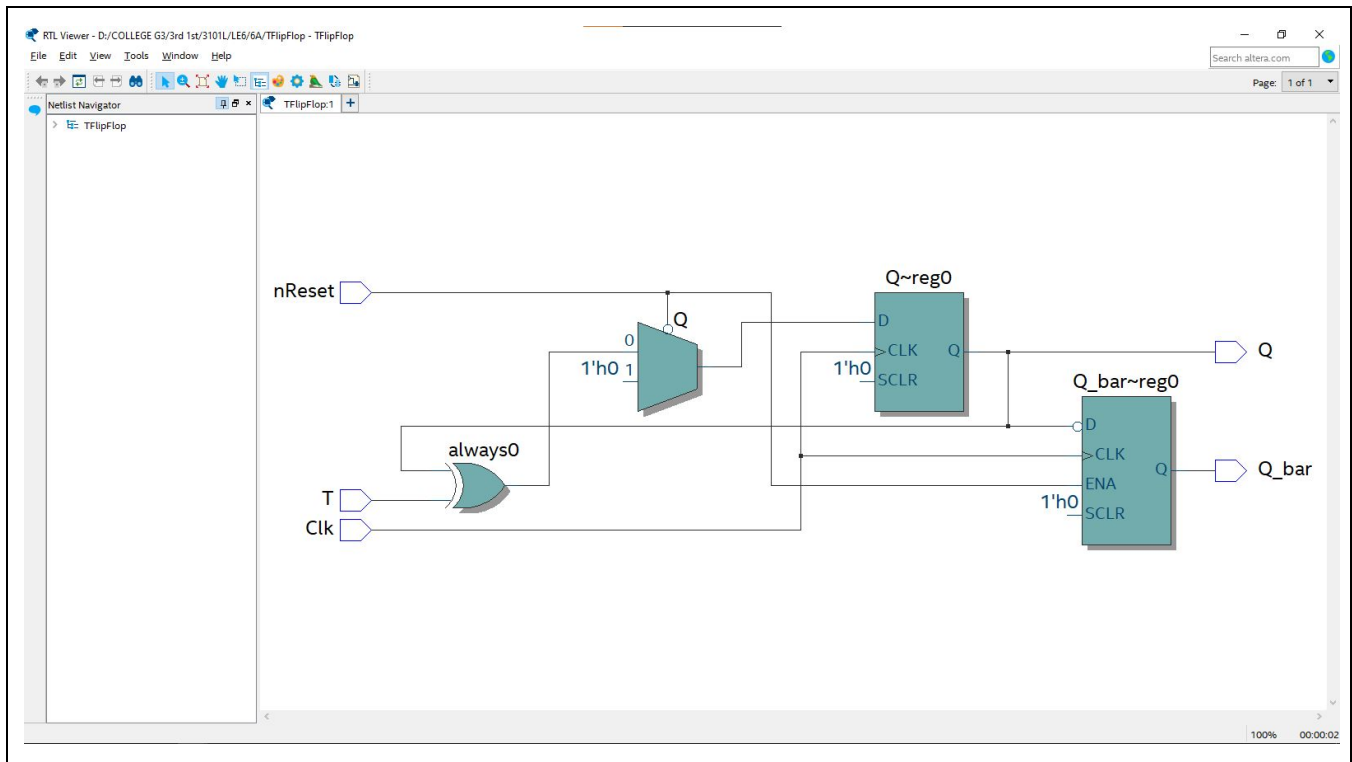 RTL Viewer - D:/COLLEGE G3/3rd 1st/3101L/LE6/6A/TFlipFlop - TFlipFlop
File Edit View Tools Window Help
Search altera.com
Page: 1 of 1
Netlist Navigator
TFlipFlop:1
TFlipFlop
Q~reg0
nReset
Q
D
0
1'h0 1
>CLK Q
1'h0
SCLR
Q
Q_bar~reg0
D
always0
>CLK
Q
Q_bar
ENA
T
1'h0
SCLR
Clk
100% 00:00:02